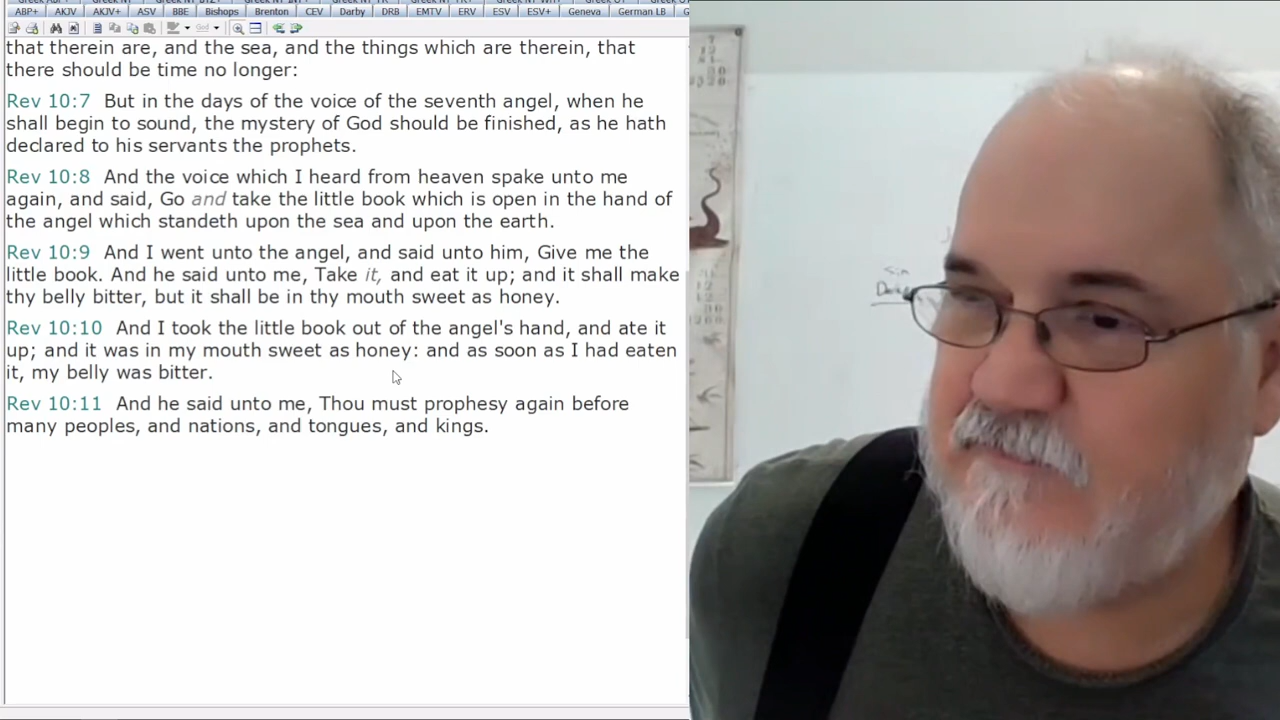 ABP+ AKJV AKJV+ ASV BBE Bishops Brenton CEV Darby DRB EMTV ERV ESV ESV+ Geneva German LB
that therein are, and the sea, and the things which are therein, that
there should be time no longer:
Rev 10:7 But in the days of the voice of the seventh angel, when he
shall begin to sound, the mystery of God should be finished, as he hath
declared to his servants the prophets.
Rev 10:8 And the voice which I heard from heaven spake unto me
again, and said, Go and take the little book which is open in the hand of
the angel which standeth upon the sea and upon the earth.
Rev 10:9 And I went unto the angel, and said unto him, Give me the
little book. And he said unto me, Take it, and eat it up; and it shall make
thy belly bitter, but it shall be in thy mouth sweet as honey.
Rev 10:10 And I took the little book out of the angel's hand, and ate it
up; and it was in my mouth sweet as honey: and as soon as I had eaten
it, my belly was bitter.
Rev 10:11 And he said unto me, Thou must prophesy again before
many peoples, and nations, and tongues, and kings.